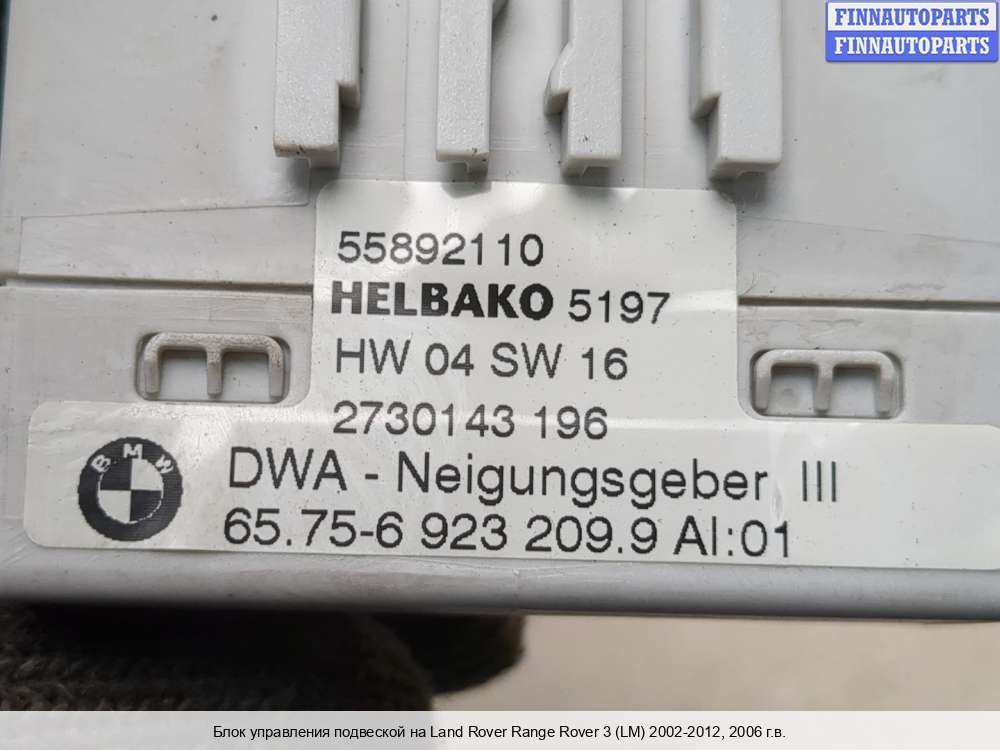 FINNAUTOPARTS
FINNAUTOPARTS
55892110
HELBAKO 5197
HW 04 SW 16
2730143 196
BMW
DWA - Neigungsgeber III
65.75-6 923 209.9 AI:01
Блок управления подвеской на Land Rover Range Rover 3 (LM) 2002-2012, 2006 г.в.